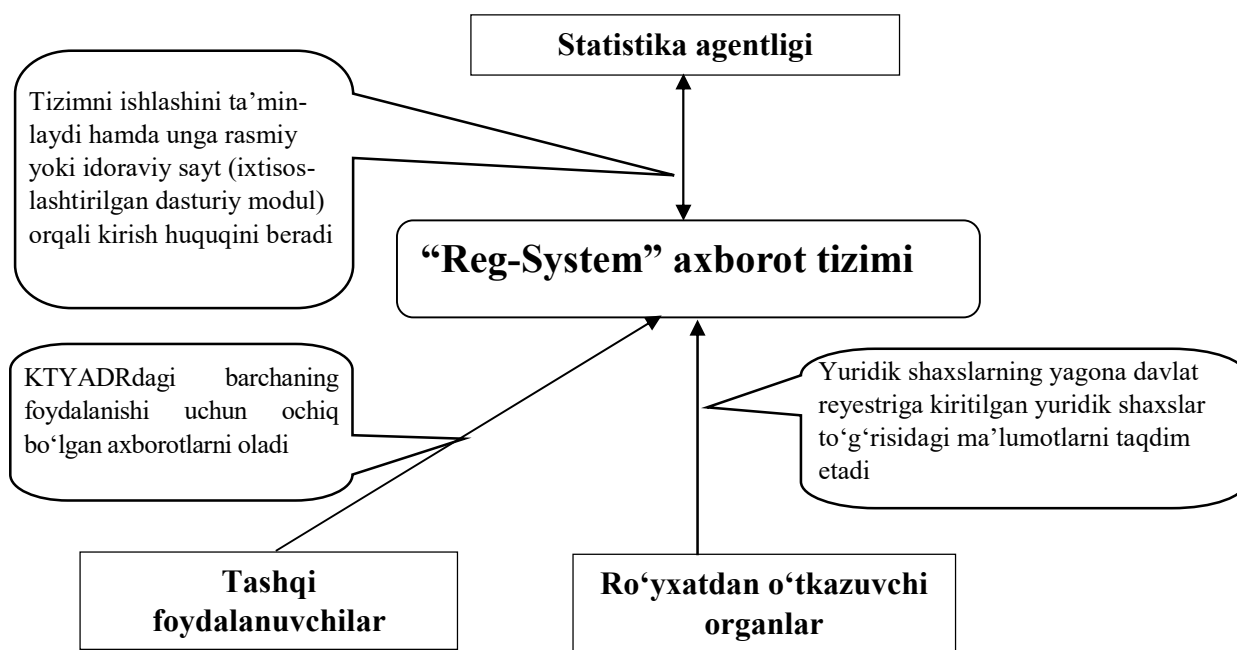 Statistika agentligi
Tizimni ishlashini ta’min-
laydi hamda unga rasmiy
yoki idoraviy sayt (ixtisos-
lashtirilgan dasturiy modul)
orqali kirish huquqini beradi
“Reg-System” axborot tizimi
KTYADRdagi barchaning
foydalanishi uchun ochiq
bo‘lgan axborotlarni oladi
Yuridik shaxslarning yagona davlat
reyestriga kiritilgan yuridik shaxslar
to‘g‘risidagi ma’lumotlarni taqdim
etadi
Tashqi
foydalanuvchilar
Ro‘yxatdan o‘tkazuvchi
organlar